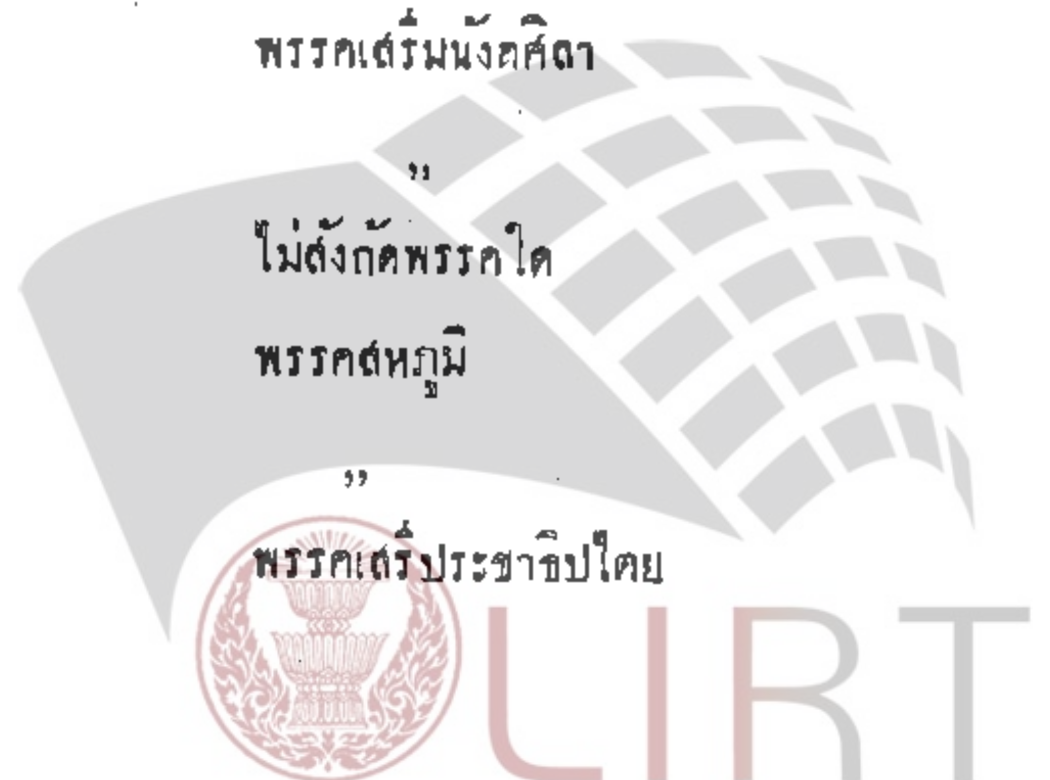 พรรคเสรีมนังคศิลา
”
ไม่สังกัดพรรคใด
พรรคสหภูมิ
”
พรรคเสรีประชาธิปไตย
LIRT